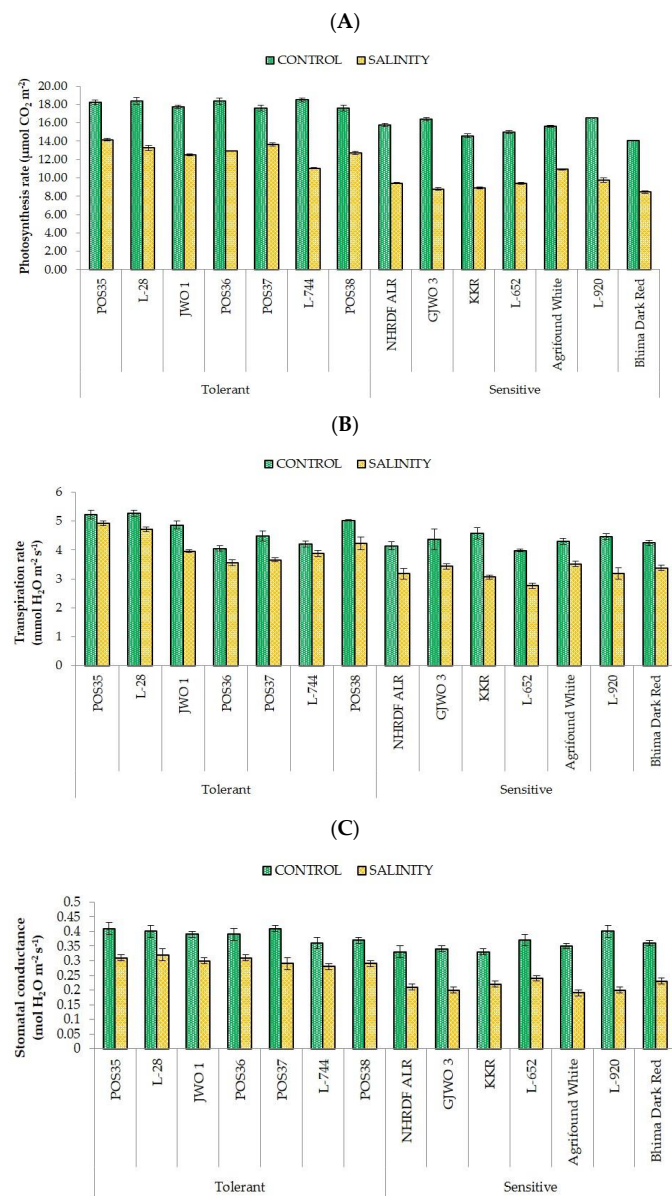 (A)
CONTROL SALINITY
Photosynthesis rate (µmol CO₂ m⁻²)
20.00
18.00
16.00
14.00
12.00
10.00
8.00
6.00
4.00
2.00
0.00
POS35
L-28
JWO 1
POS36
POS37
L-744
POS38
NHRDF ALR
GJWO 3
KKR
L-652
Agrifound White
L-920
Bhima Dark Red
Tolerant Sensitive
(B)
CONTROL SALINITY
Transpiration rate
(mmol H₂O m⁻² s⁻¹)
6
5
4
3
2
1
0
POS35
L-28
JWO 1
POS36
POS37
L-744
POS38
NHRDF ALR
GJWO 3
KKR
L-652
Agrifound White
L-920
Bhima Dark Red
Tolerant Sensitive
(C)
CONTROL SALINITY
Stomatal conductance
(mol H₂O m⁻² s⁻¹)
0.5
0.45
0.4
0.35
0.3
0.25
0.2
0.15
0.1
0.05
0
POS35
L-28
JWO 1
POS36
POS37
L-744
POS38
NHRDF ALR
GJWO 3
KKR
L-652
Agrifound White
L-920
Bhima Dark Red
Tolerant Sensitive